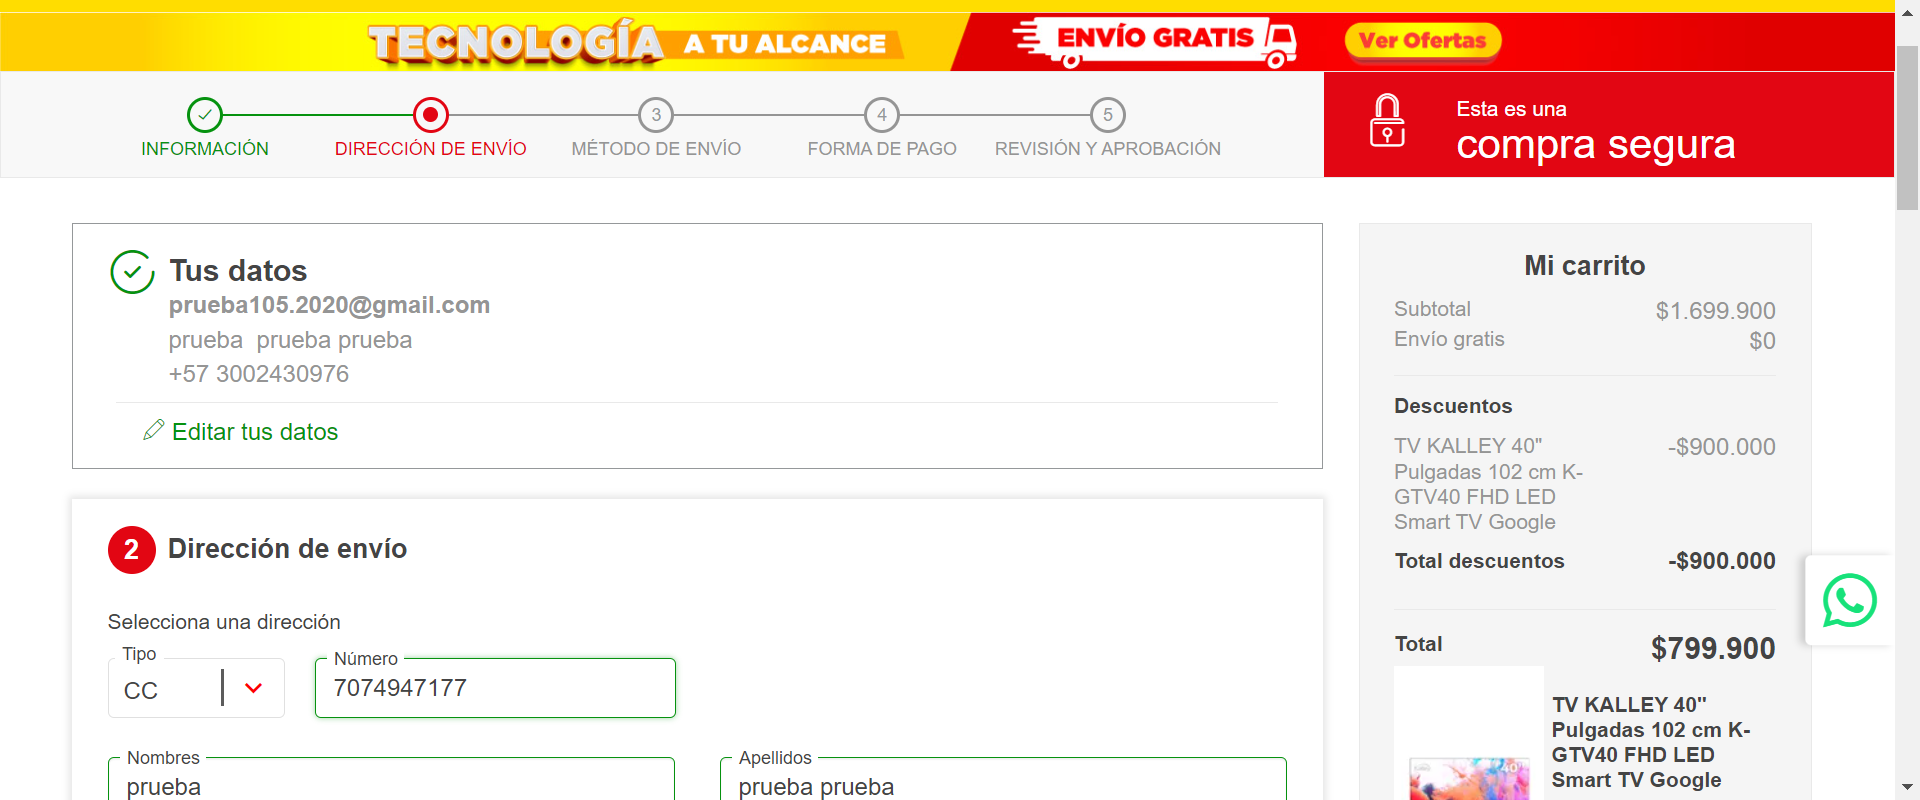 TECNOLOGÍA A TU ALCANCE ENVÍO GRATIS Ver Ofertas
3 4 5
INFORMACIÓN DIRECCIÓN DE ENVÍO MÉTODO DE ENVÍO FORMA DE PAGO REVISIÓN Y APROBACIÓN
Esta es una
compra segura
Tus datos
prueba105.2020@gmail.com
prueba prueba prueba
+57 3002430976
Editar tus datos
2 Dirección de envío
Selecciona una dirección
Tipo
CC
Número
7074947177
Nombres
prueba
Apellidos
prueba prueba
Mi carrito
Subtotal $1.699.900
Envío gratis $0
Descuentos
TV KALLEY 40" -$900.000
Pulgadas 102 cm K-
GTV40 FHD LED
Smart TV Google
Total descuentos -$900.000
Total $799.900
TV KALLEY 40"
Pulgadas 102 cm K-
GTV40 FHD LED
Smart TV Google
40"